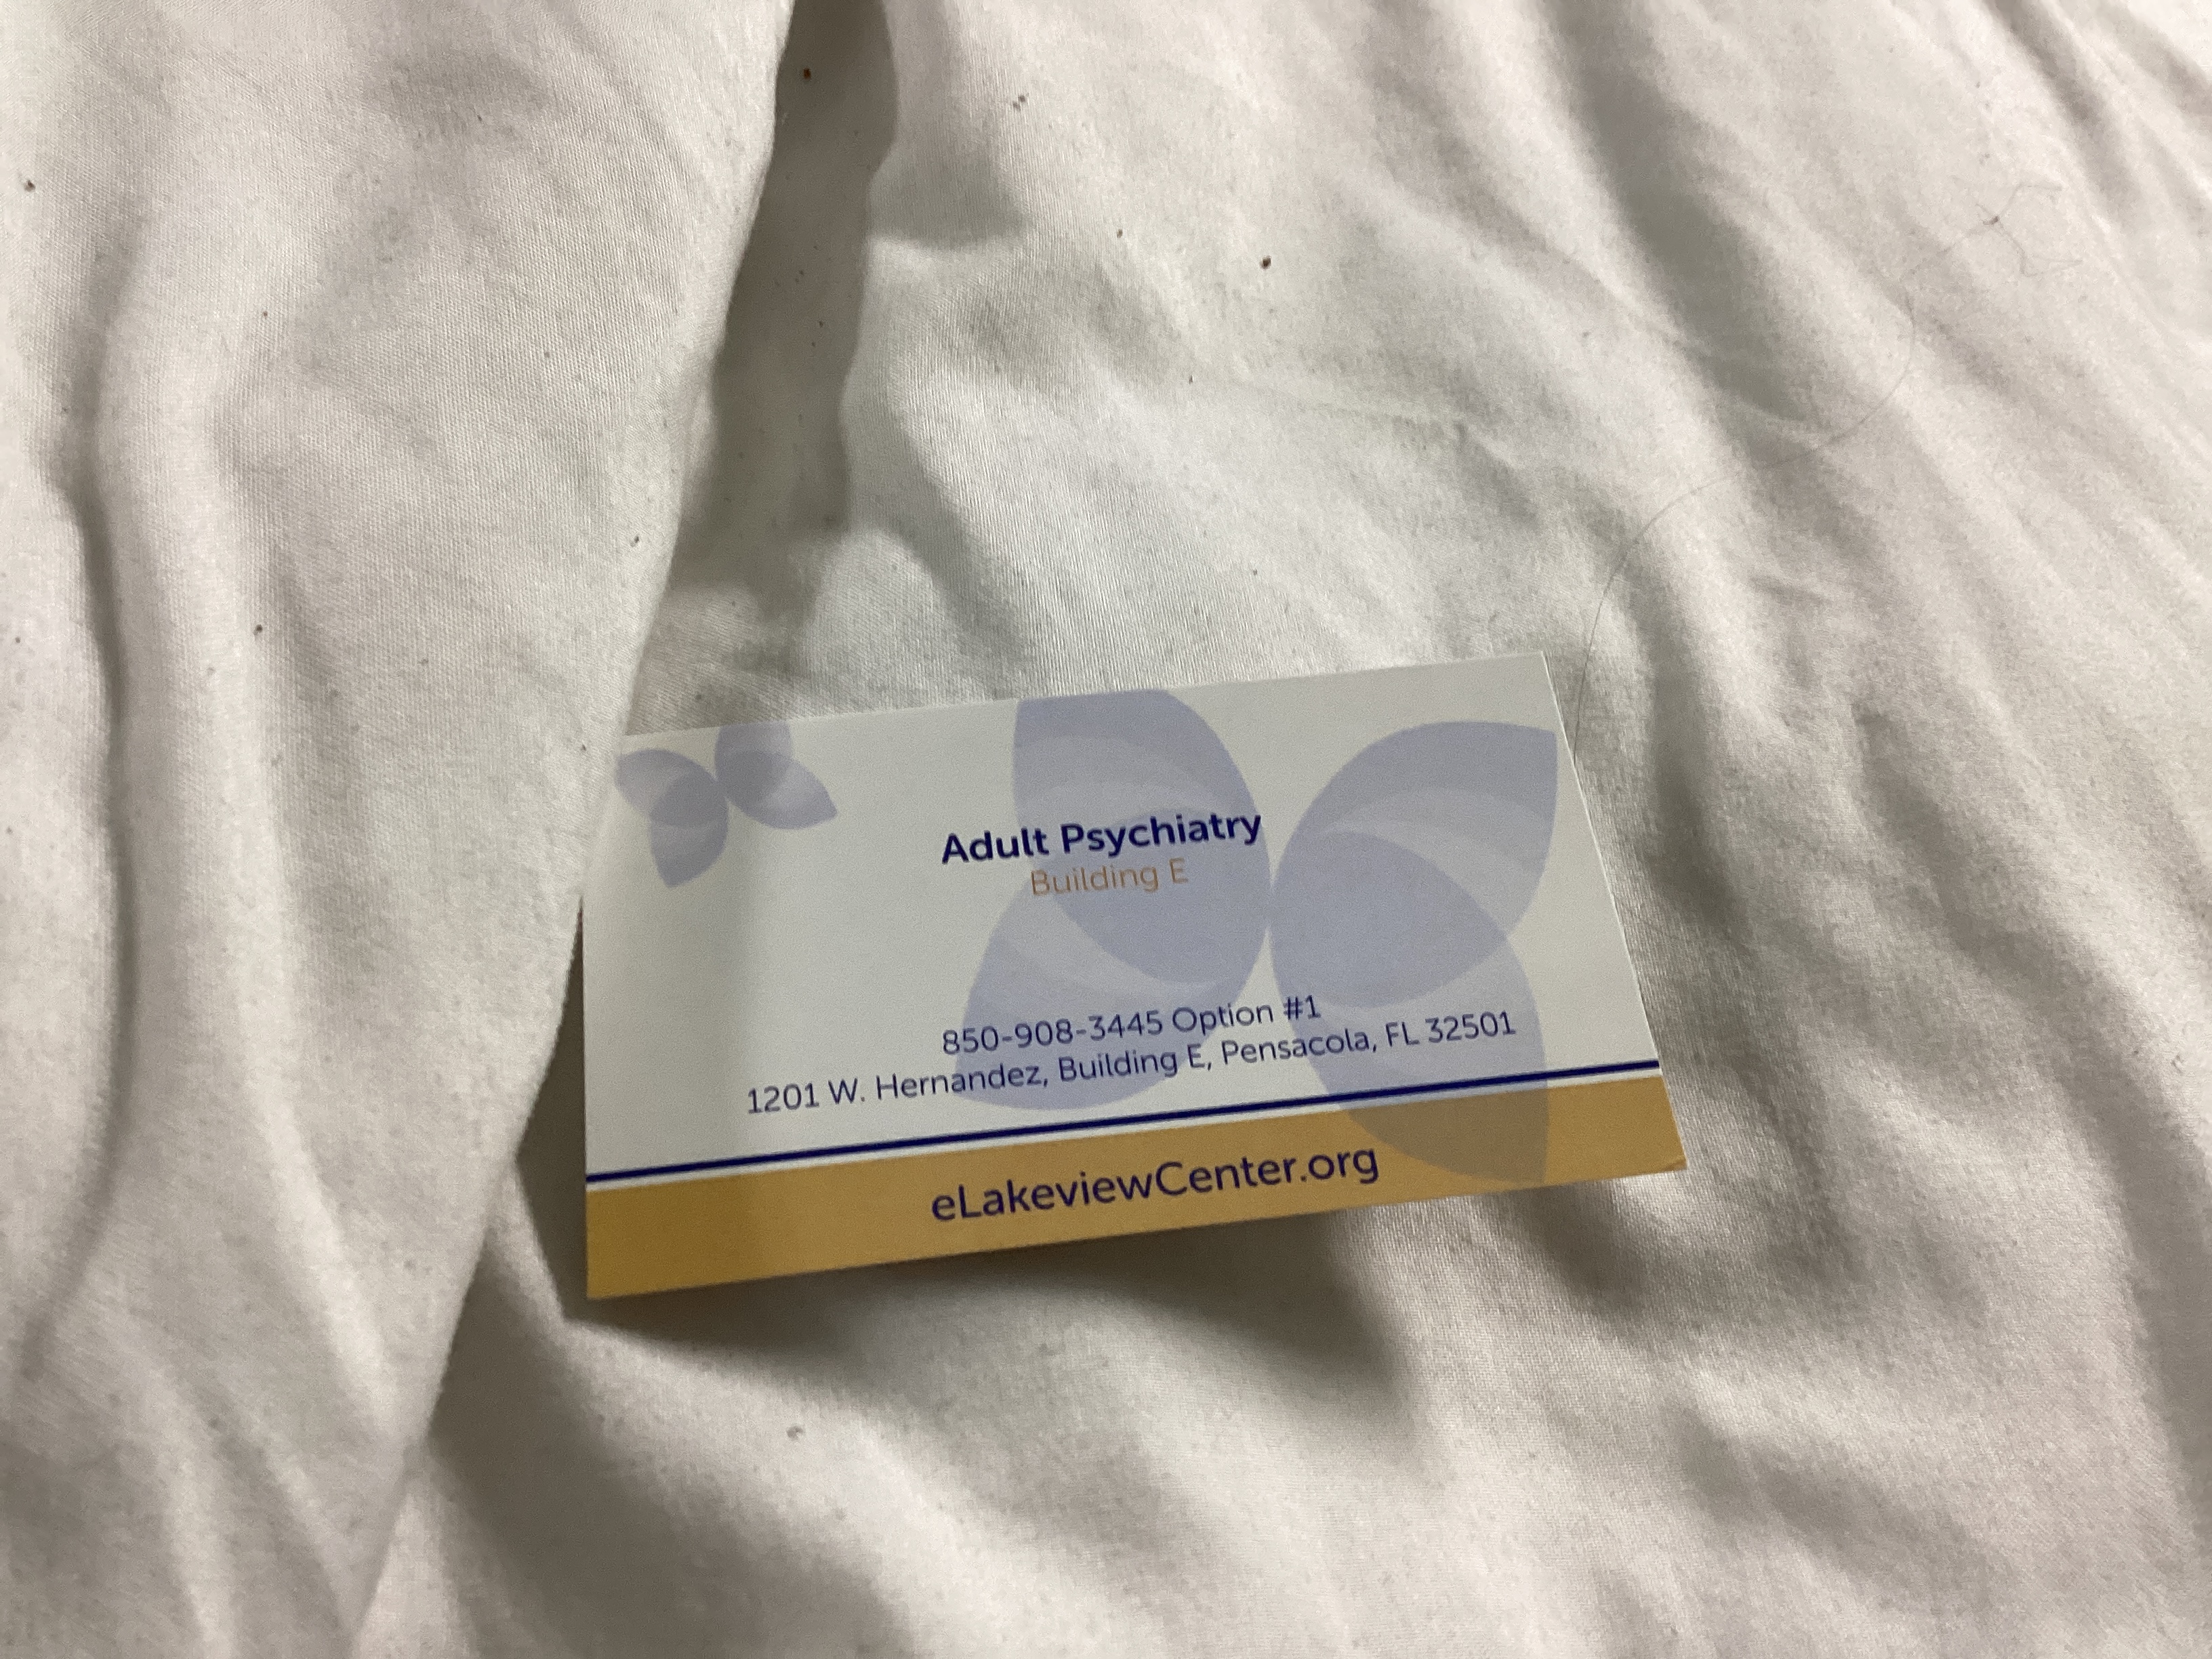 Adult Psychiatry
Building E
850-908-3445 Option #1
1201 W. Hernandez, Building E, Pensacola, FL 32501
eLakeviewCenter.org